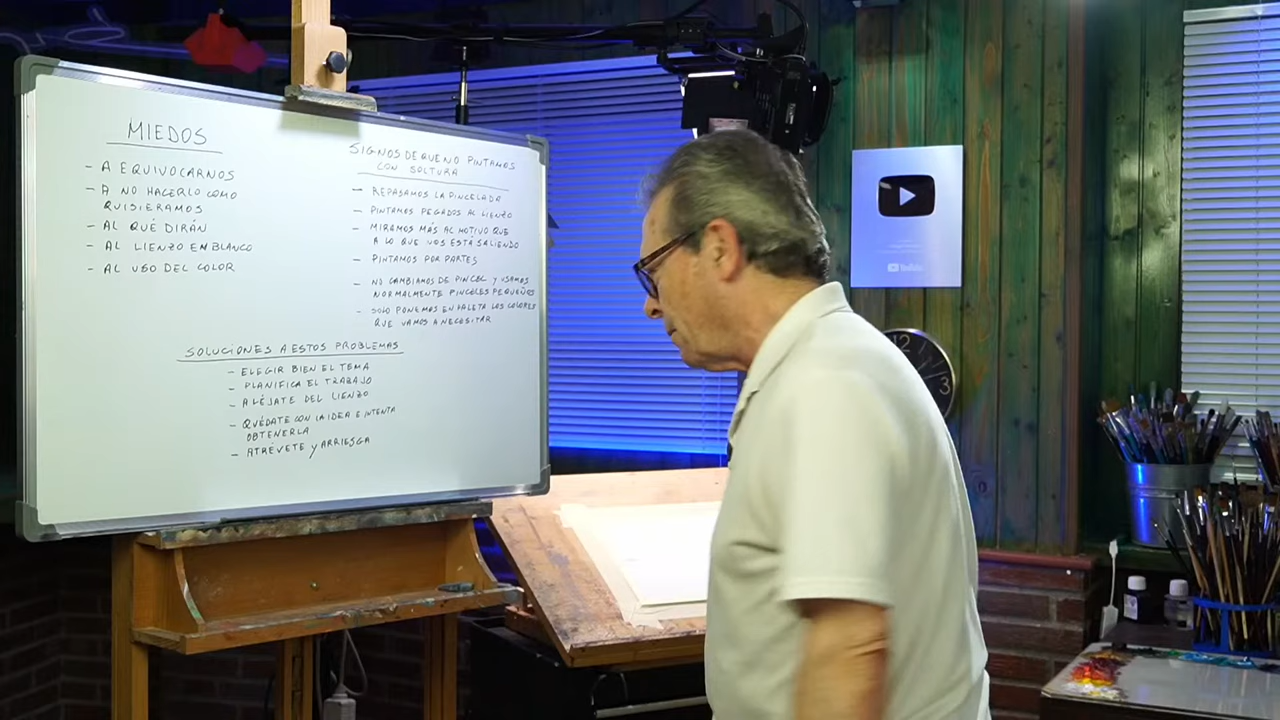 MIEDOS
- A EQUIVOCARNOS
- A NO HACERLO COMO
QUISIERAMOS
- AL QUÉ DIRÁN
- AL LIENZO EN BLANCO
- AL USO DEL COLOR
SIGNOS DE QUE NO PINTAMOS
CON SOLTURA
- REPASAMOS LA PINCELADA
- PINTAMOS PEGADOS AL LIENZO
- MIRAMOS MÁS AL MOTIVO QUE
A LO QUE NOS ESTÁ SALIENDO
- PINTAMOS POR PARTES
- NO CAMBIAMOS DE PINCEL Y USAMOS
NORMALMENTE PINCELES PEQUEÑOS
- SOLO PONEMOS EN PALETA LOS COLORES
QUE VAMOS A NECESITAR
SOLUCIONES A ESTOS PROBLEMAS
- ELEGIR BIEN EL TEMA
- PLANIFICA EL TRABAJO
- ALÉJATE DEL LIENZO
- QUÉDATE CON LA IDEA E INTENTA
OBTENERLA
- ATRÉVETE Y ARRIESGA
YouTube
12
3